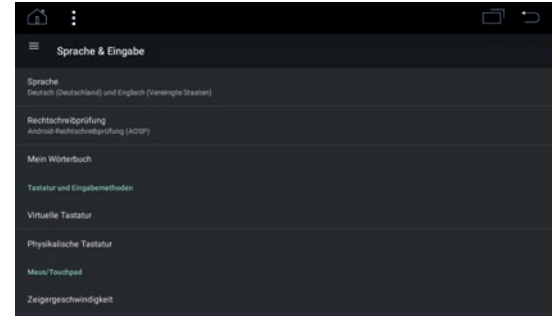 Sprache & Eingabe
Sprache
Deutsch (Deutschland) und Englisch (Vereinigte Staaten)
Rechtschreibprüfung
Android-Rechtschreibprüfung (AOSP)
Mein Wörterbuch
Tastatur und Eingabemethoden
Virtuelle Tastatur
Physikalische Tastatur
Maus/Touchpad
Zeigergeschwindigkeit